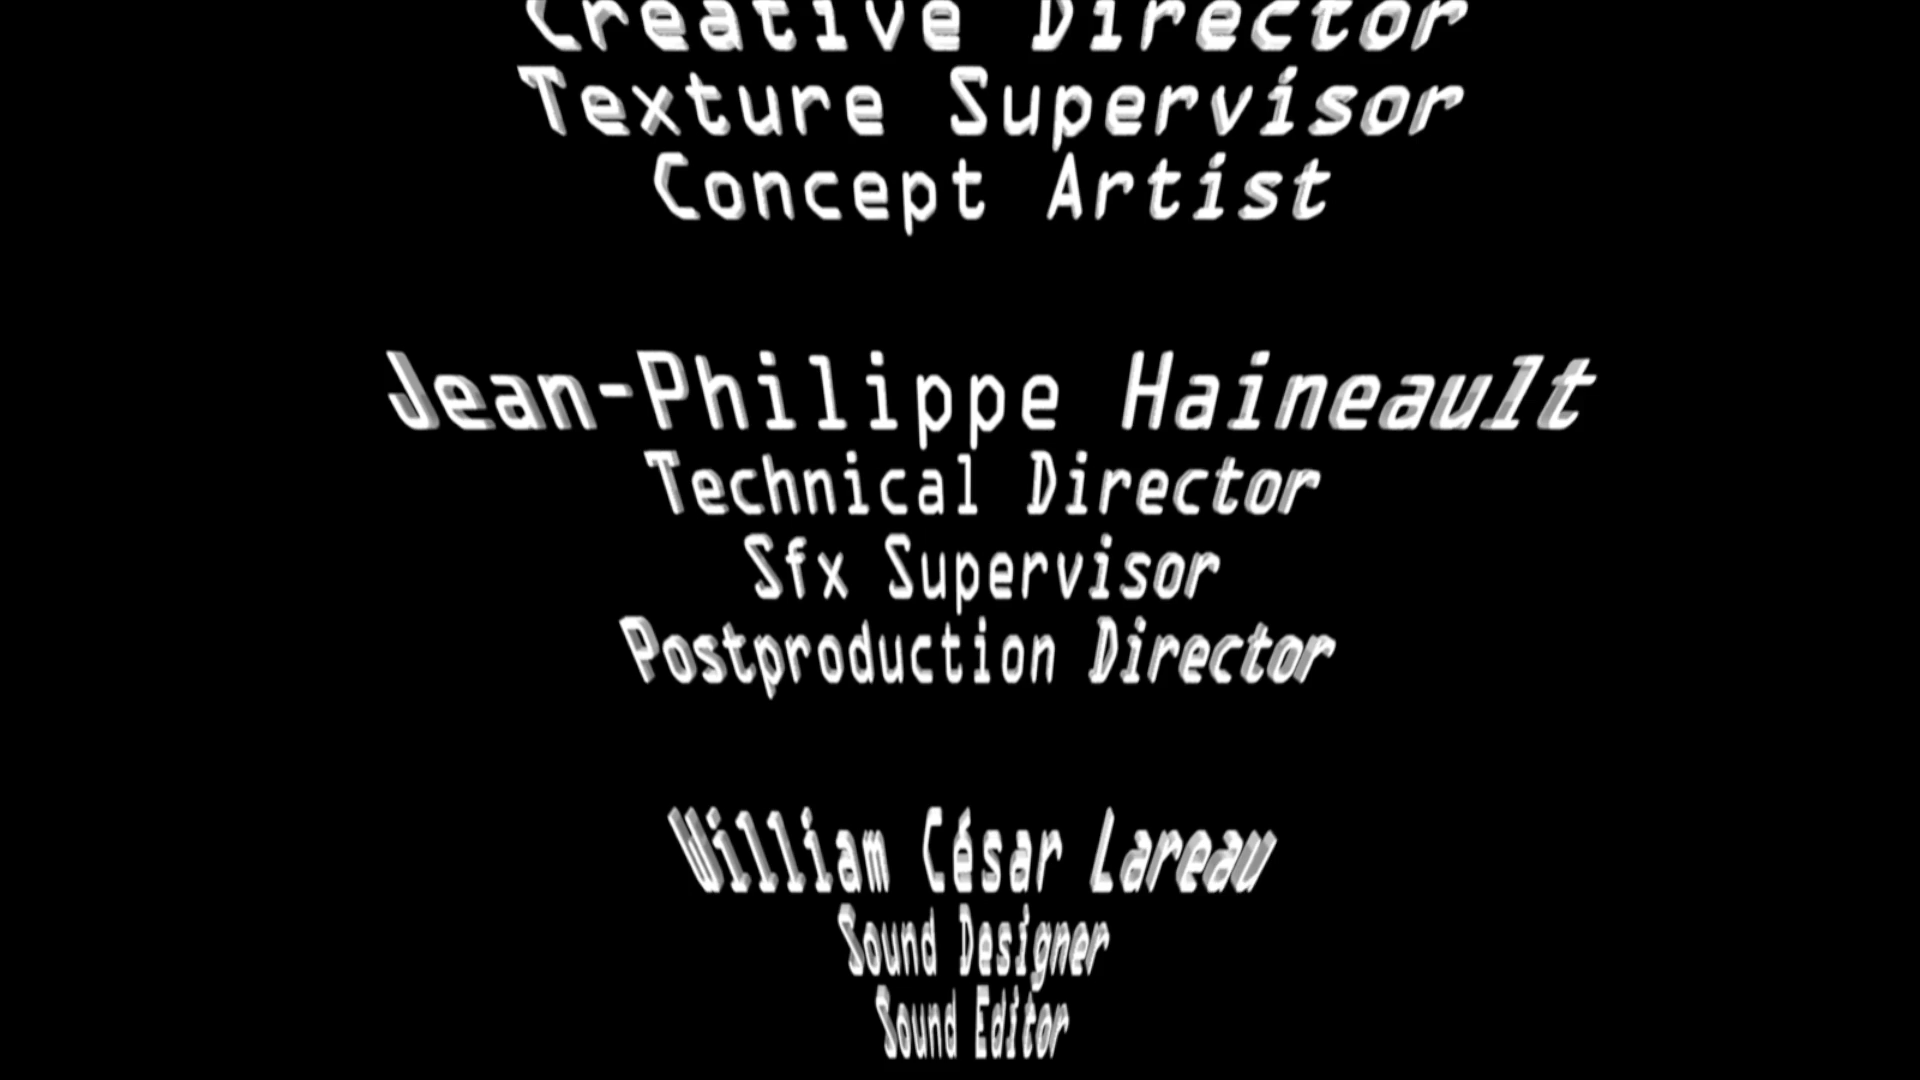 Creative Director
Texture Supervisor
Concept Artist
Jean-Philippe Haineault
Technical Director
Sfx Supervisor
Postproduction Director
William César Lareau
Sound Designer
Sound Editor